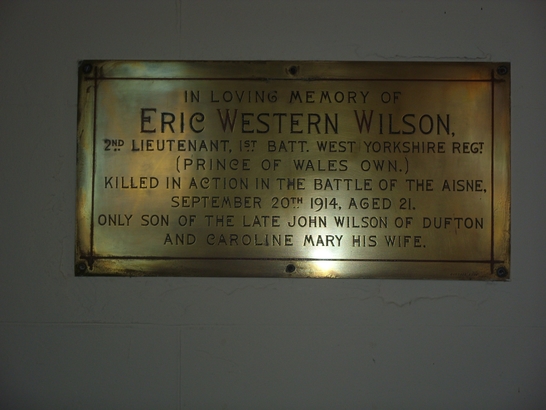 IN LOVING MEMORY OF
ERIC WESTERN WILSON,
2ND LIEUTENANT, 1ST BATT. WEST YORKSHIRE REGT
(PRINCE OF WALES OWN.)
KILLED IN ACTION IN THE BATTLE OF THE AISNE,
SEPTEMBER 20TH 1914, AGED 21.
ONLY SON OF THE LATE JOHN WILSON OF DUFTON
AND CAROLINE MARY HIS WIFE.